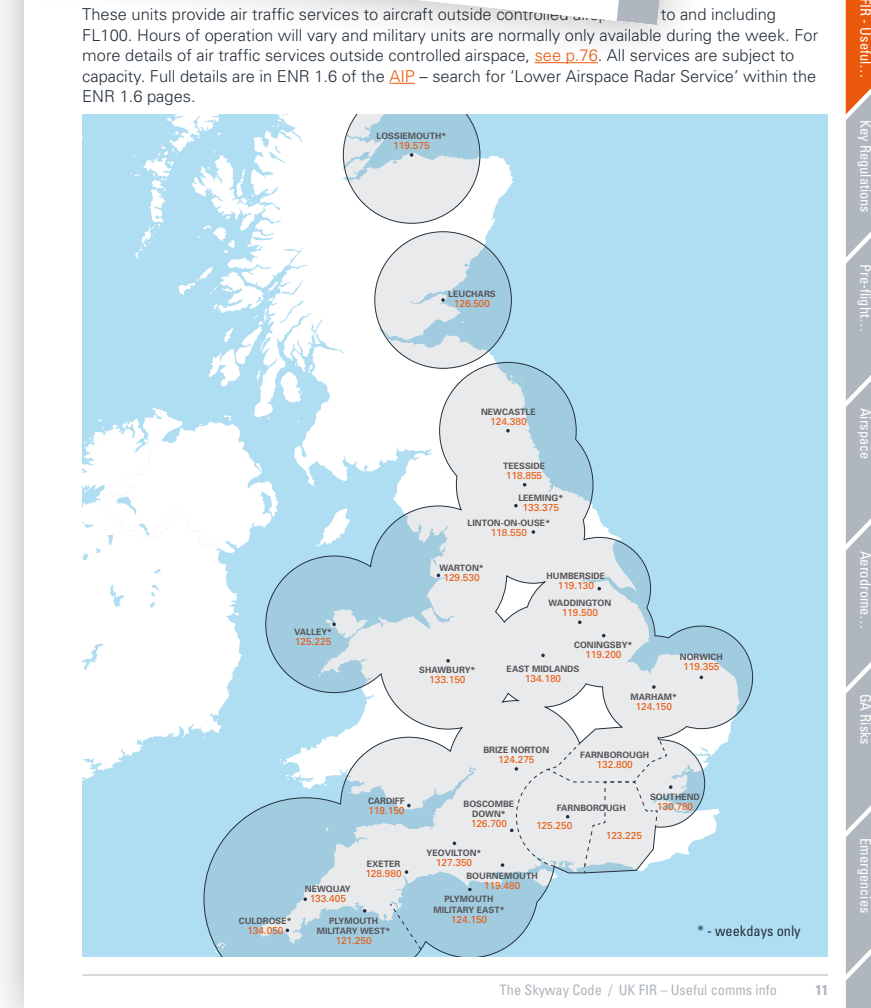 These units provide air traffic services to aircraft outside controlled to and including
FL100. Hours of operation will vary and military units are normally only available during the week. For
more details of air traffic services outside controlled airspace, see p.76. All services are subject to
capacity. Full details are in ENR 1.6 of the AIP – search for ‘Lower Airspace Radar Service’ within the
ENR 1.6 pages.
LOSSIEMOUTH*
119.575
LEUCHARS
126.500
NEWCASTLE
124.380
TEESSIDE
118.855
LEEMING*
133.375
LINTON-ON-OUSE*
118.550
WARTON*
129.530
HUMBERSIDE
119.130
WADDINGTON
119.500
VALLEY*
125.225
CONINGSBY*
119.200
NORWICH
119.355
SHAWBURY*
133.150
EAST MIDLANDS
134.180
MARHAM*
124.150
BRIZE NORTON
124.275
FARNBOROUGH
132.800
CARDIFF
119.150
BOSCOMBE
DOWN*
126.700
FARNBOROUGH
125.250
123.225
SOUTHEND
130.780
YEOVILTON*
127.350
EXETER
128.980
BOURNEMOUTH
119.480
NEWQUAY
133.405
PLYMOUTH
MILITARY EAST*
124.150
CULDROSE*
134.050
PLYMOUTH
MILITARY WEST*
121.250
* - weekdays only
The Skyway Code / UK FIR – Useful comms info 11
FIR - Useful...
Key Regulations
Pre-flight...
Airspace
Aerodrome...
GA Risks
Emergencies